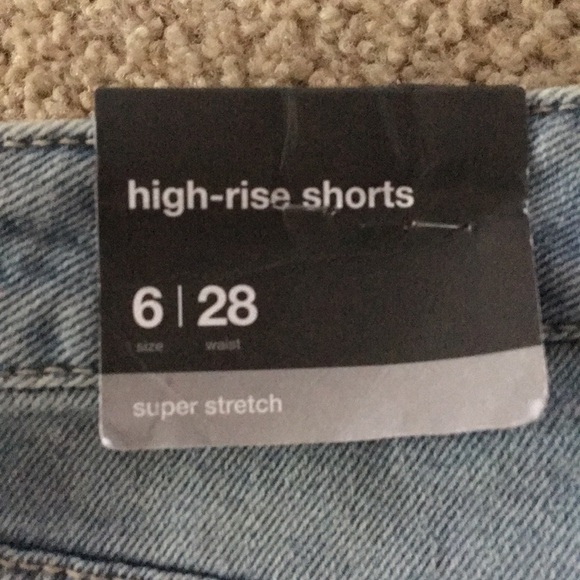 high-rise shorts
6 | 28
size waist
super stretch